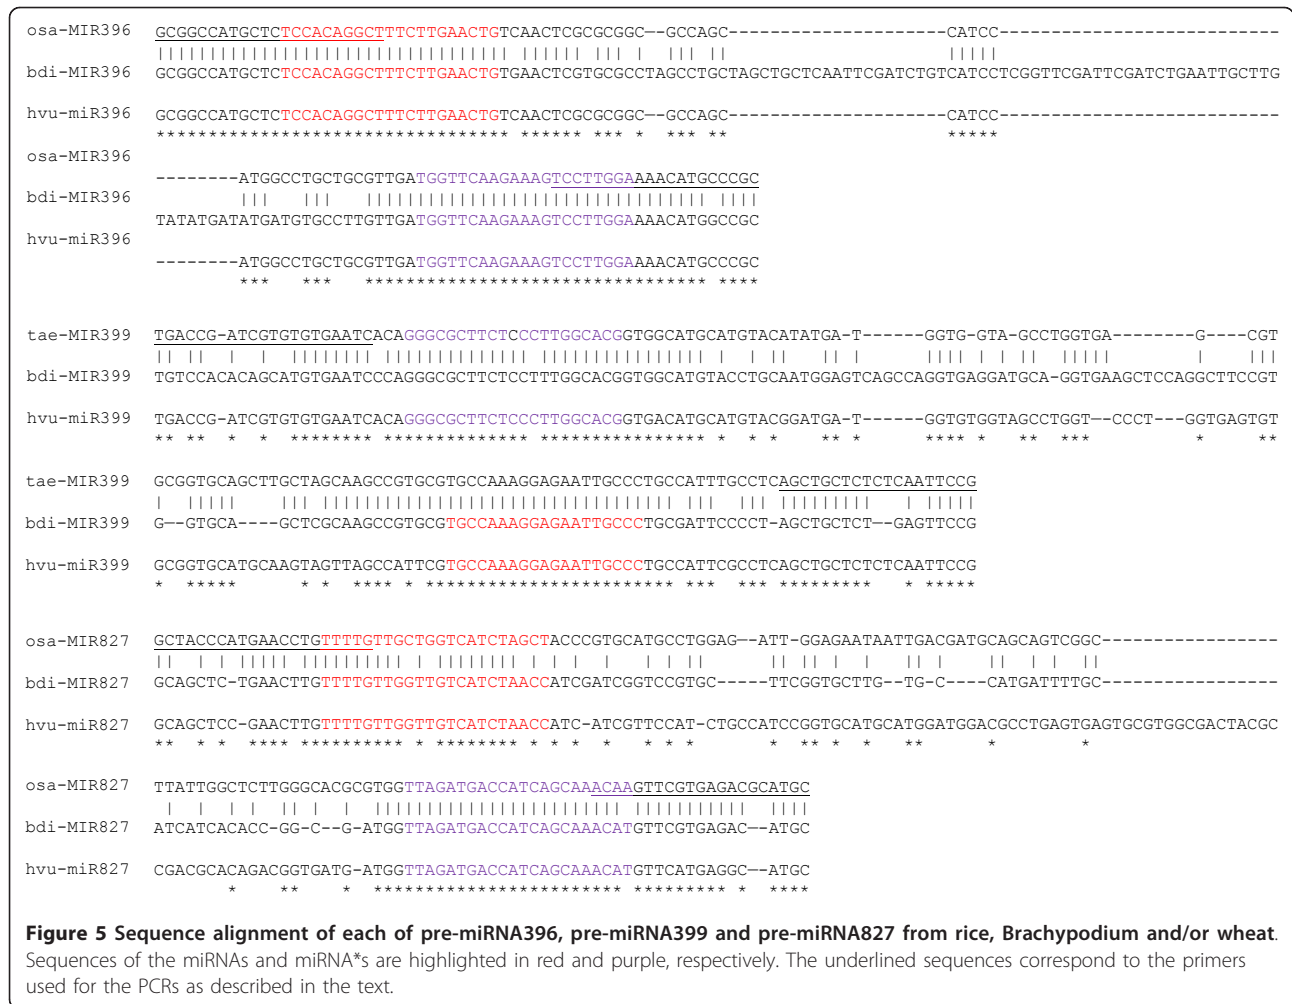 osa-MIR396 GCGGCCATGCTCTCCACAGGCTTTCTTGAACTGTCAACTCGCGCGGC--GCCAGC---------------------CATCC---------------------------
|||||||||||||||||||||||||||||||||| |||||| ||| | ||| || |||||
bdi-MIR396 GCGGCCATGCTCTCCACAGGCTTTCTTGAACTGTGAACTCGTGCGCCTAGCCTGCTAGCTGCTCAATTCGATCTGTCATCCTCGGTTCGATTCGATCTGAATTGCTTG
hvu-miR396 GCGGCCATGCTCTCCACAGGCTTTCTTGAACTGTCAACTCGCGCGGC--GCCAGC---------------------CATCC---------------------------
********************************** ****** *** * *** ** *****
osa-MIR396
--------ATGGCCTGCTGCGTTGATGGTTCAAGAAAGTCCTTGGAAAACATGCCCGC
bdi-MIR396 ||| ||| ||||||||||||||||||||||||||||||||| ||||
TATATGATATGATGTGCCTTGTTGATGGTTCAAGAAAGTCCTTGGAAAACATGGCCGC
hvu-miR396
--------ATGGCCTGCTGCGTTGATGGTTCAAGAAAGTCCTTGGAAAACATGCCCGC
*** *** ********************************* ****
tae-MIR399 TGACCG-ATCGTGTGTGAATCACAGGGCGCTTCTCCCTTGGCACGGTGGCATGCATGTACATATGA-T------GGTG-GTA-GCCTGGTGA--------G----CGT
|| || | | |||||||| |||||||||||||| |||||||||||||||| | | || || | |||| | | || ||||| | |||
bdi-MIR399 TGTCCACACAGCATGTGAATCCCAGGGCGCTTCTCCTTTGGCACGGTGGCATGTACCTGCAATGGAGTCAGCCAGGTGAGGATGCA-GGTGAAGCTCCAGGCTTCCGT
hvu-miR399 TGACCG-ATCGTGTGTGAATCACAGGGCGCTTCTCCCTTGGCACGGTGACATGCATGTACGGATGA-T------GGTGTGGTAGCCTGGT--CCCT---GGTGAGTGT
** ** * * ******** ************** **************** * * * ** * **** * ** *** * **
tae-MIR399 GCGGTGCAGCTTGCTAGCAAGCCGTGCGTGCCAAAGGAGAATTGCCCTGCCATTTGCCTCAGCTGCTCTCTCAATTCCG
| ||||| ||| |||||||||||||||||||||||||||||||||| ||| ||| ||||||||| | |||||
bdi-MIR399 G--GTGCA----GCTCGCAAGCCGTGCGTGCCAAAGGAGAATTGCCCTGCGATTCCCCT-AGCTGCTCT--GAGTTCCG
hvu-miR399 GCGGTGCATGCAAGTAGTTAGCCATTCGTGCCAAAGGAGAATTGCCCTGCCATTCGCCTCAGCTGCTCTCTCAATTCCG
* ***** * * **** * *********************** *** *** ********* * *****
osa-MIR827 GCTACCCATGAACCTGTTTTGTTGCTGGTCATCTAGCTACCCGTGCATGCCTGGAG--ATT-GGAGAATAATTGACGATGCAGCAGTCGGC-----------------
|| | | ||||| |||||||||| | |||||||| | | | | | || || || | | || | || | | ||
bdi-MIR827 GCAGCTC-TGAACTTGTTTTGTTGGTTGTCATCTAACCATCGATCGGTCCGTGC-----TTCGGTGCTTG--TG-C----CATGATTTTGC-----------------
hvu-miR827 GCAGCTCC-GAACTTGTTTTGTTGGTTGTCATCTAACCATC-ATCGTTCCAT-CTGCCATCCGGTGCATGCATGGATGGACGCCTGAGTGAGTGCGTGGCGACTACGC
** * * **** ********** * ******** * * * * * * * * ** * * ** * *
osa-MIR827 TTATTGGCTCTTGGGCACGCGTGGTTAGATGACCATCAGCAAACAAGTTCGTGAGACGCATGC
| | | | || | | |||||||||||||||||||||||| ||||||||||| ||||
bdi-MIR827 ATCATCACACC-GG-C--G-ATGGTTAGATGACCATCAGCAAACATGTTCGTGAGAC--ATGC
hvu-miR827 CGACGCACAGACGGTGATG-ATGGTTAGATGACCATCAGCAAACATGTTCATGAGGC--ATGC
* ** * ************************ ********* * ****
Figure 5 Sequence alignment of each of pre-miRNA396, pre-miRNA399 and pre-miRNA827 from rice, Brachypodium and/or wheat.
Sequences of the miRNAs and miRNA*s are highlighted in red and purple, respectively. The underlined sequences correspond to the primers
used for the PCRs as described in the text.